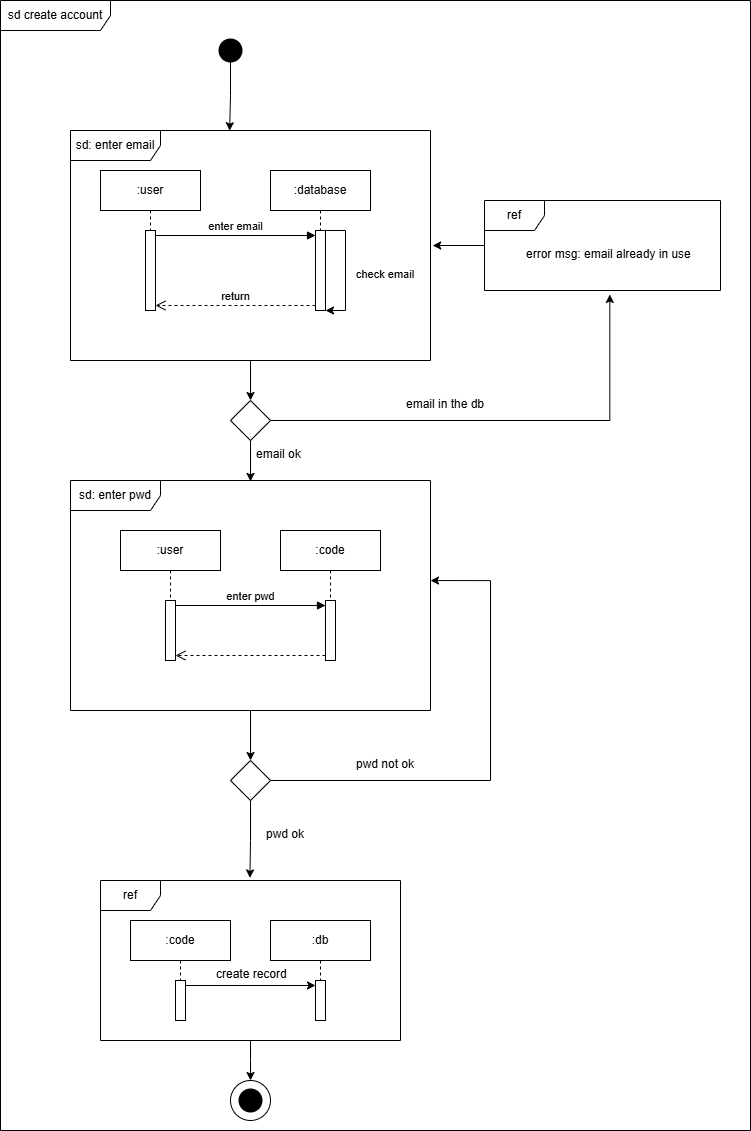 sd create account
sd: enter email
:user
:database
enter email
check email
return
ref
error msg: email already in use
email in the db
email ok
sd: enter pwd
:user
:code
enter pwd
pwd not ok
pwd ok
ref
:code
:db
create record